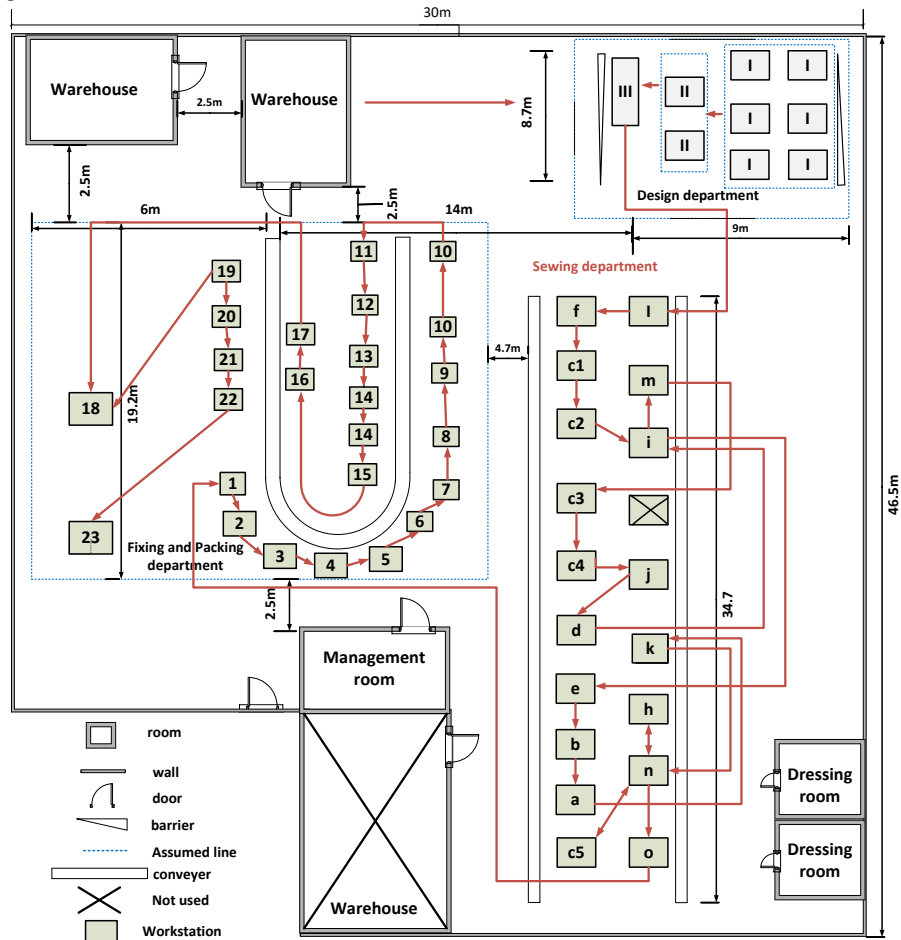 30m
Warehouse
Warehouse
2.5m
8.7m
III
II
II
I
I
I
I
I
I
Design department
2.5m
2.5m
6m
14m
9m
Sewing department
19
20
21
22
18
19.2m
23
17
16
11
12
13
14
14
15
10
10
9
8
7
6
5
4
3
2
1
Fixing and Packing
department
4.7m
f
l
c1
m
c2
i
c3
c4
j
d
k
e
h
b
n
a
c5
o
34.7
46.5m
2.5m
Management
room
Warehouse
Dressing
room
Dressing
room
room
wall
door
barrier
Assumed line
conveyer
Not used
Workstation